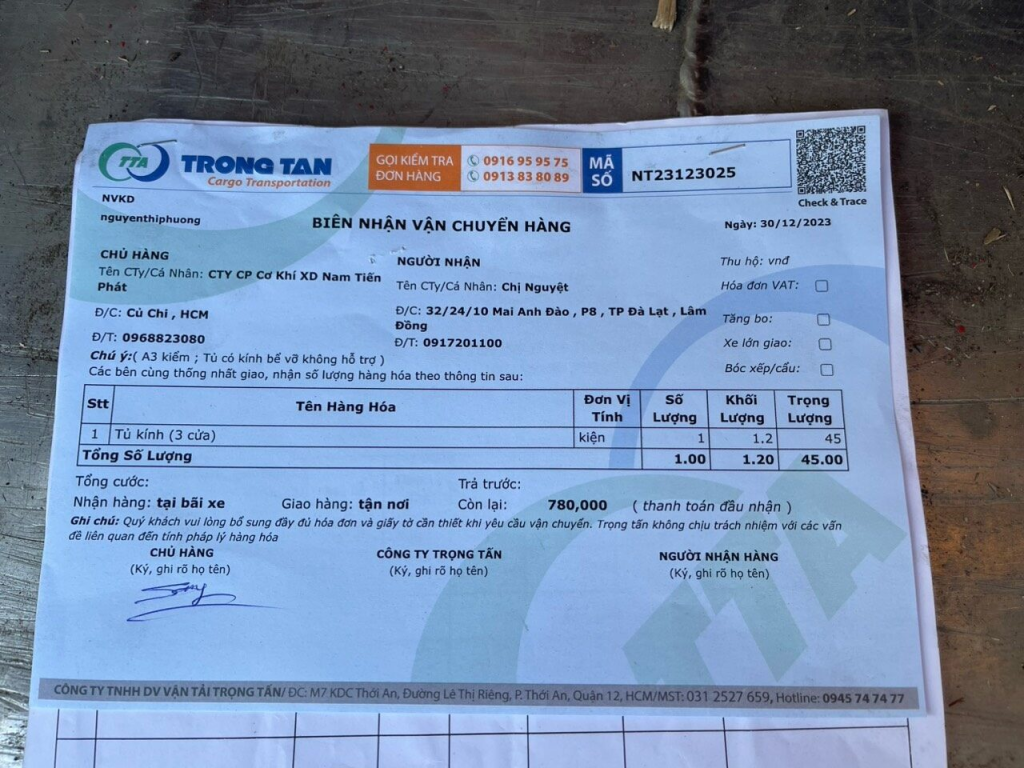 TTA TRỌNG TẤN
Cargo Transportation
GỌI KIỂM TRA
ĐƠN HÀNG
0916 95 95 75
0913 83 80 89
MÃ
SỐ
NT23123025
Check & Trace
NVKD
nguyenthiphuong
BIÊN NHẬN VẬN CHUYỂN HÀNG
Ngày: 30/12/2023
CHỦ HÀNG
Tên CTy/Cá Nhân: CTY CP Cơ Khí XD Nam Tiến
Phát
Đ/C: Củ Chi , HCM
Đ/T: 0968823080
NGƯỜI NHẬN
Tên CTy/Cá Nhân: Chị Nguyệt
Đ/C: 32/24/10 Mai Anh Đào , P8 , TP Đà Lạt , Lâm
Đồng
Đ/T: 0917201100
Thu hộ: vnđ
Hóa đơn VAT:
Tăng bo:
Xe lớn giao:
Bóc xếp/cẩu:
Chú ý:( A3 kiểm ; Tủ có kính bể vỡ không hỗ trợ )
Các bên cùng thống nhất giao, nhận số lượng hàng hóa theo thông tin sau:
Stt Tên Hàng Hóa Đơn Vị Tính Số Lượng Khối Lượng Trọng Lượng
1 Tủ kính (3 cửa) kiện 1 1.2 45
Tổng Số Lượng 1.00 1.20 45.00
Tổng cước: Trả trước:
Nhận hàng: tại bãi xe Giao hàng: tận nơi Còn lại: 780,000 ( thanh toán đầu nhận )
Ghi chú: Quý khách vui lòng bổ sung đầy đủ hóa đơn và giấy tờ cần thiết khi yêu cầu vận chuyển. Trọng tấn không chịu trách nhiệm với các vấn
đề liên quan đến tính pháp lý hàng hóa
CHỦ HÀNG CÔNG TY TRỌNG TẤN NGƯỜI NHẬN HÀNG
(Ký, ghi rõ họ tên) (Ký, ghi rõ họ tên) (Ký, ghi rõ họ tên)
TTA
CÔNG TY TNHH DV VẬN TẢI TRỌNG TẤN/ ĐC: M7 KDC Thới An, Đường Lê Thị Riêng, P. Thới An, Quận 12, HCM/MST: 031 2527 659, Hotline: 0945 74 74 77